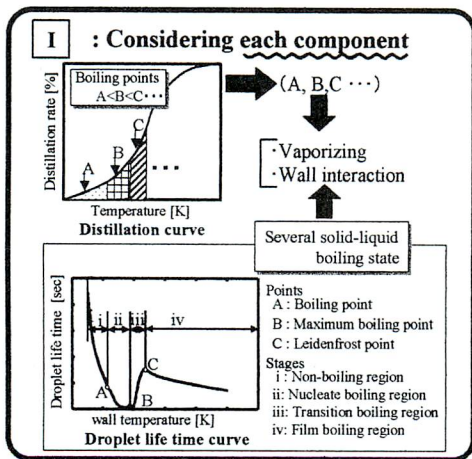 I : Considering each component
Boiling points
A<B<C···
Distillation rate [%]
A
B
C
···
Temperature [K]
Distillation curve
(A, B,C ···)
·Vaporizing
·Wall interaction
Several solid-liquid
boiling state
Droplet life time [sec]
i
ii
iii
iv
A
B
C
wall temperature [K]
Droplet life time curve
Points
A : Boiling point
B : Maximum boiling point
C : Leidenfrost point
Stages
i : Non-boiling region
ii: Nucleate boiling region
iii: Transition boiling region
iv: Film boiling region